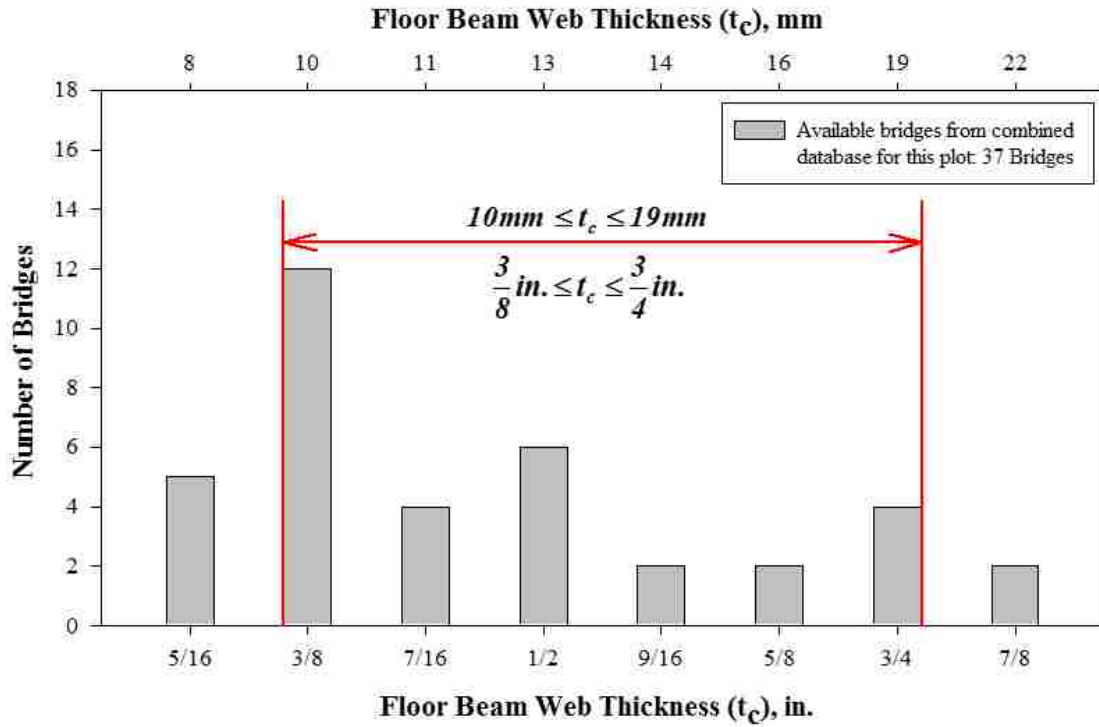 Floor Beam Web Thickness (tc), mm
8 10 11 13 14 16 19 22
Available bridges from combined
database for this plot: 37 Bridges
10mm ≤ tc ≤ 19mm
3/8 in. ≤ tc ≤ 3/4 in.
Number of Bridges
18
16
14
12
10
8
6
4
2
0
5/16 3/8 7/16 1/2 9/16 5/8 3/4 7/8
Floor Beam Web Thickness (tc), in.